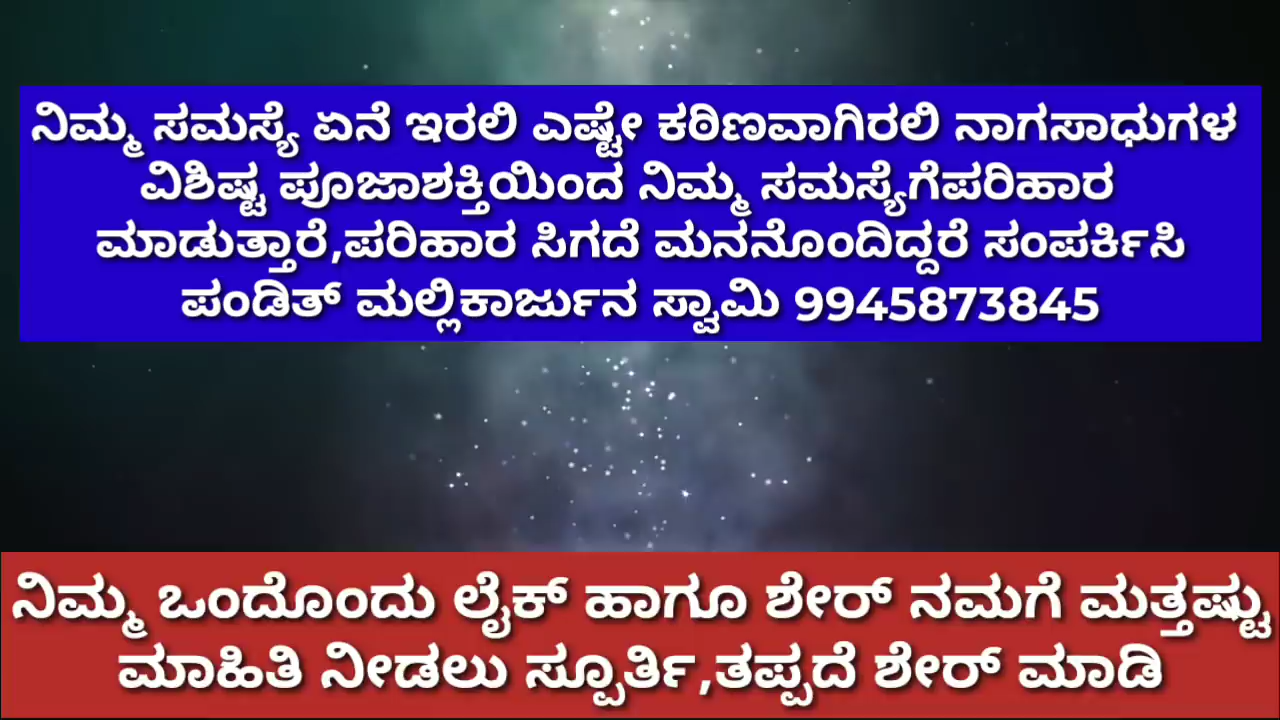 ನಿಮ್ಮ ಸಮಸ್ಯೆ ಏನೆ ಇರಲಿ ಎಷ್ಟೇ ಕಠಿಣವಾಗಿರಲಿ ನಾಗಸಾಧುಗಳ
ವಿಶಿಷ್ಟ ಪೂಜಾಶಕ್ತಿಯಿಂದ ನಿಮ್ಮ ಸಮಸ್ಯೆಗೆಪರಿಹಾರ
ಮಾಡುತ್ತಾರೆ,ಪರಿಹಾರ ಸಿಗದೆ ಮನನೊಂದಿದ್ದರೆ ಸಂಪರ್ಕಿಸಿ
ಪಂಡಿತ್ ಮಲ್ಲಿಕಾರ್ಜುನ ಸ್ವಾಮಿ 9945873845
ನಿಮ್ಮ ಒಂದೊಂದು ಲೈಕ್ ಹಾಗೂ ಶೇರ್ ನಮಗೆ ಮತ್ತಷ್ಟು
ಮಾಹಿತಿ ನೀಡಲು ಸ್ಪೂರ್ತಿ,ತಪ್ಪದೆ ಶೇರ್ ಮಾಡಿ